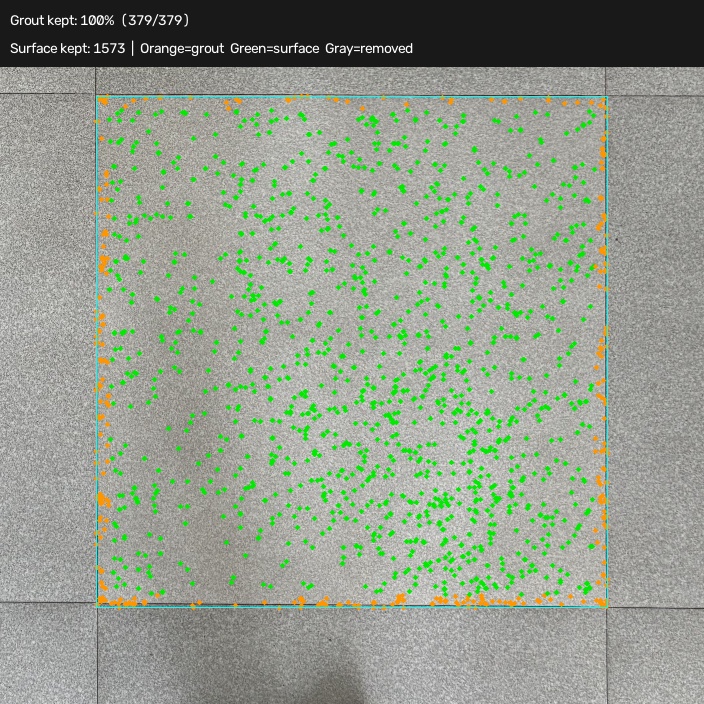 Grout kept: 100%  (379/379)
Surface kept: 1573 | Orange=grout  Green=surface  Gray=removed